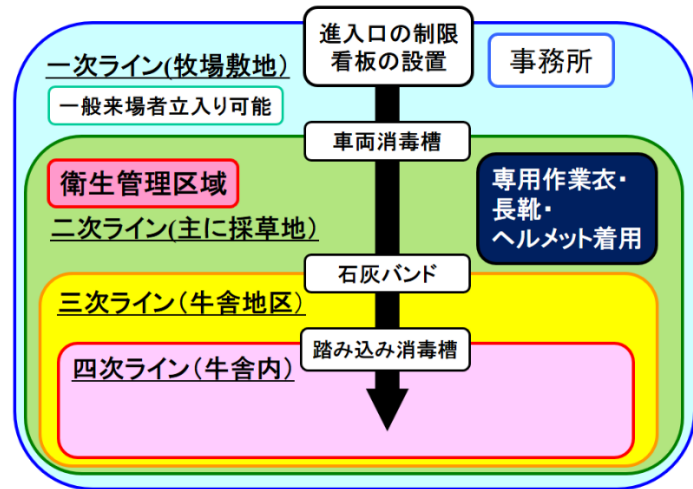 進入口の制限
看板の設置
一次ライン(牧場敷地)
事務所
一般来場者立入り可能
車両消毒槽
衛生管理区域
専用作業衣・
長靴・
ヘルメット着用
二次ライン(主に採草地)
石灰バンド
三次ライン(牛舎地区)
踏み込み消毒槽
四次ライン(牛舎内)